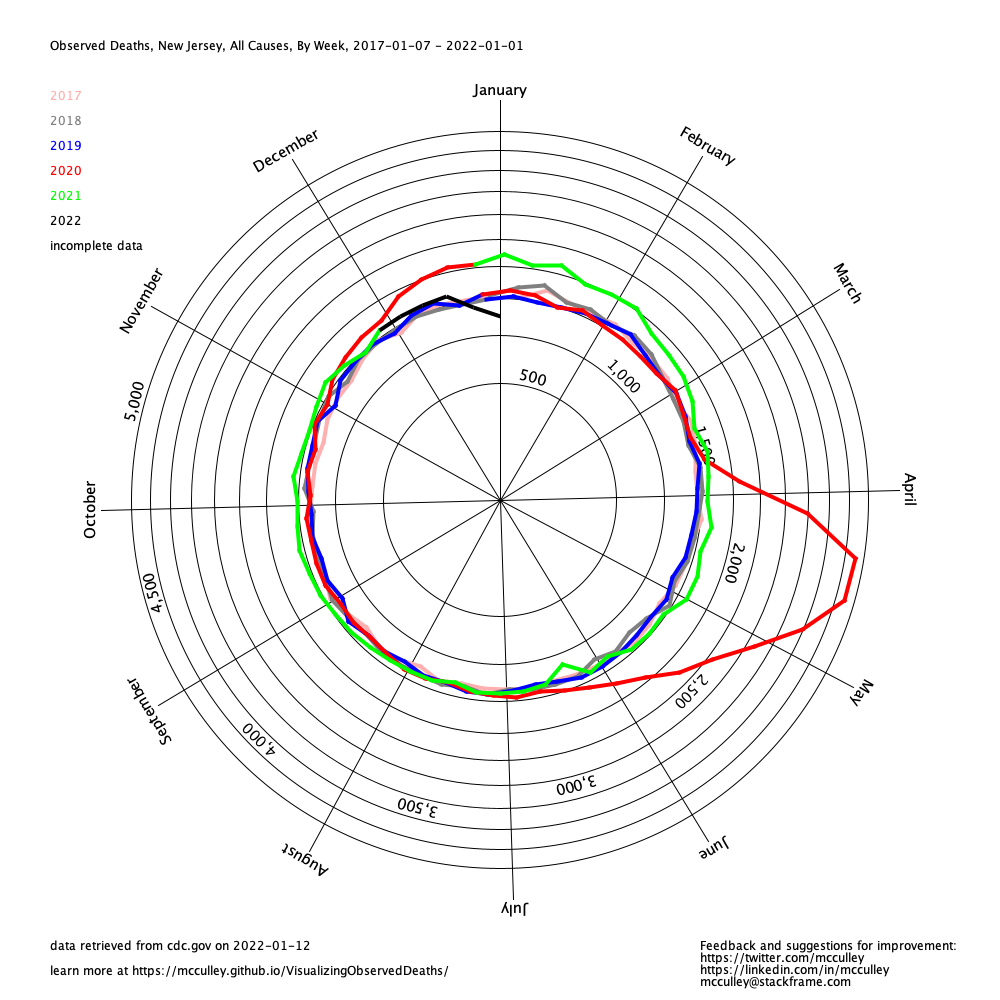 Observed Deaths, New Jersey, All Causes, By Week, 2017-01-07 - 2022-01-01
2017
2018
2019
2020
2021
2022
incomplete data
January
February
March
April
May
June
July
August
September
October
November
December
500
1,000
1,500
2,000
2,500
3,000
3,500
4,000
4,500
5,000
data retrieved from cdc.gov on 2022-01-12
learn more at https://mcculley.github.io/VisualizingObservedDeaths/
Feedback and suggestions for improvement:
https://twitter.com/mcculley
https://linkedin.com/in/mcculley
mcculley@stackframe.com